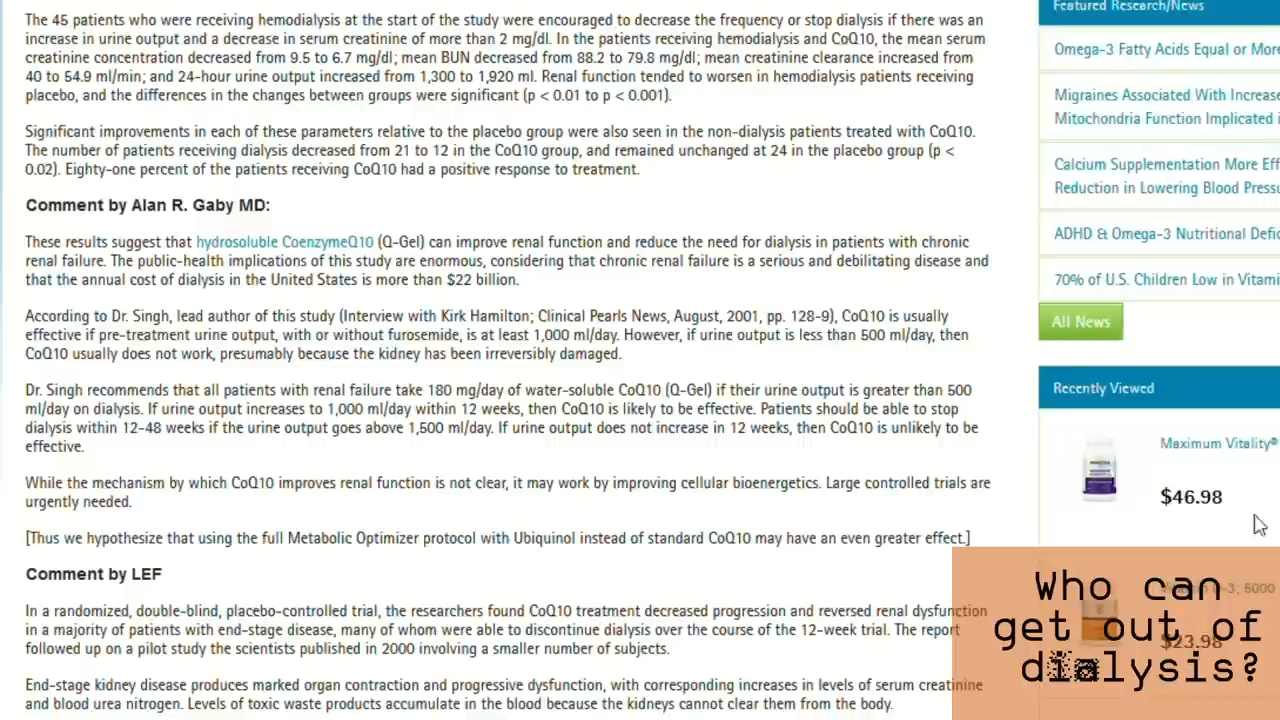 The 45 patients who were receiving hemodialysis at the start of the study were encouraged to decrease the frequency or stop dialysis if there was an
increase in urine output and a decrease in serum creatinine of more than 2 mg/dl. In the patients receiving hemodialysis and CoQ10, the mean serum
creatinine concentration decreased from 9.5 to 6.7 mg/dl; mean BUN decreased from 88.2 to 79.8 mg/dl; mean creatinine clearance increased from
40 to 54.9 ml/min; and 24-hour urine output increased from 1,300 to 1,920 ml. Renal function tended to worsen in hemodialysis patients receiving
placebo, and the differences in the changes between groups were significant (p < 0.01 to p < 0.001).
Significant improvements in each of these parameters relative to the placebo group were also seen in the non-dialysis patients treated with CoQ10.
The number of patients receiving dialysis decreased from 21 to 12 in the CoQ10 group, and remained unchanged at 24 in the placebo group (p <
0.02). Eighty-one percent of the patients receiving CoQ10 had a positive response to treatment.
Comment by Alan R. Gaby MD:
These results suggest that hydrosoluble CoenzymeQ10 (Q-Gel) can improve renal function and reduce the need for dialysis in patients with chronic
renal failure. The public-health implications of this study are enormous, considering that chronic renal failure is a serious and debilitating disease and
that the annual cost of dialysis in the United States is more than $22 billion.
According to Dr. Singh, lead author of this study (Interview with Kirk Hamilton; Clinical Pearls News, August, 2001, pp. 128-9), CoQ10 is usually
effective if pre-treatment urine output, with or without furosemide, is at least 1,000 ml/day. However, if urine output is less than 500 ml/day, then
CoQ10 usually does not work, presumably because the kidney has been irreversibly damaged.
Dr. Singh recommends that all patients with renal failure take 180 mg/day of water-soluble CoQ10 (Q-Gel) if their urine output is greater than 500
ml/day on dialysis. If urine output increases to 1,000 ml/day within 12 weeks, then CoQ10 is likely to be effective. Patients should be able to stop
dialysis within 12-48 weeks if the urine output goes above 1,500 ml/day. If urine output does not increase in 12 weeks, then CoQ10 is unlikely to be
effective.
While the mechanism by which CoQ10 improves renal function is not clear, it may work by improving cellular bioenergetics. Large controlled trials are
urgently needed.
[Thus we hypothesize that using the full Metabolic Optimizer protocol with Ubiquinol instead of standard CoQ10 may have an even greater effect.]
Comment by LEF
In a randomized, double-blind, placebo-controlled trial, the researchers found CoQ10 treatment decreased progression and reversed renal dysfunction
in a majority of patients with end-stage disease, many of whom were able to discontinue dialysis over the course of the 12-week trial. The report
followed up on a pilot study the scientists published in 2000 involving a smaller number of subjects.
End-stage kidney disease produces marked organ contraction and progressive dysfunction, with corresponding increases in levels of serum creatinine
and blood urea nitrogen. Levels of toxic waste products accumulate in the blood because the kidneys cannot clear them from the body.
Featured Research/News
Omega-3 Fatty Acids Equal or More
Migraines Associated With Increase
Mitochondria Function Implicated i
Calcium Supplementation More Eff
Reduction in Lowering Blood Pressu
ADHD & Omega-3 Nutritional Defic
70% of U.S. Children Low in Vitami
All News
Recently Viewed
Maximum Vitality®
$46.98
$23.98
Who can
get out of
dialysis?